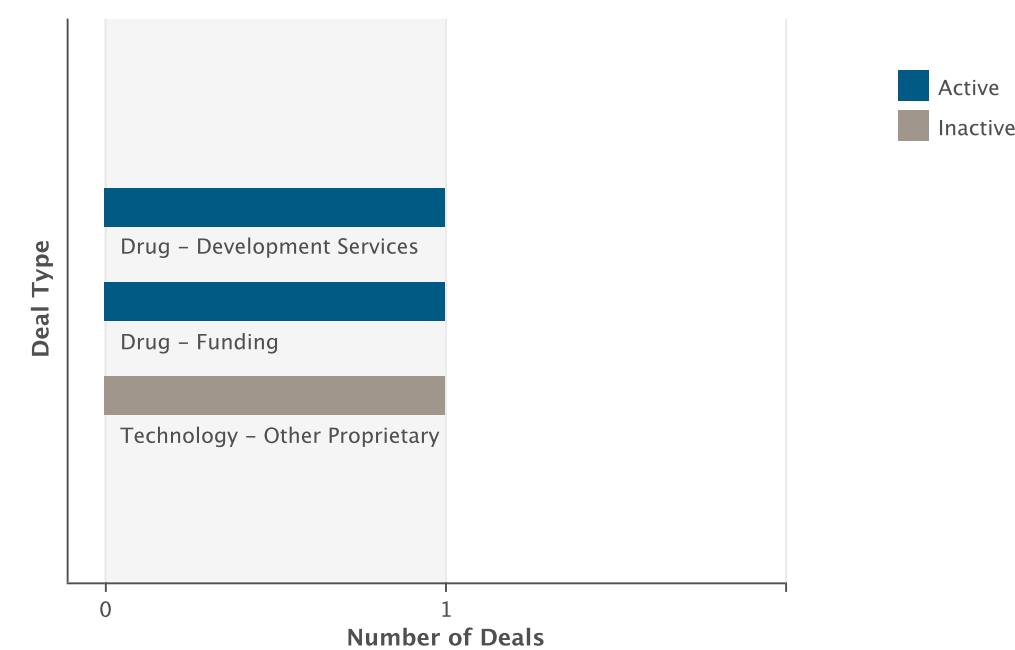 Active
Inactive
Deal Type
Drug – Development Services
Drug – Funding
Technology – Other Proprietary
0
1
Number of Deals